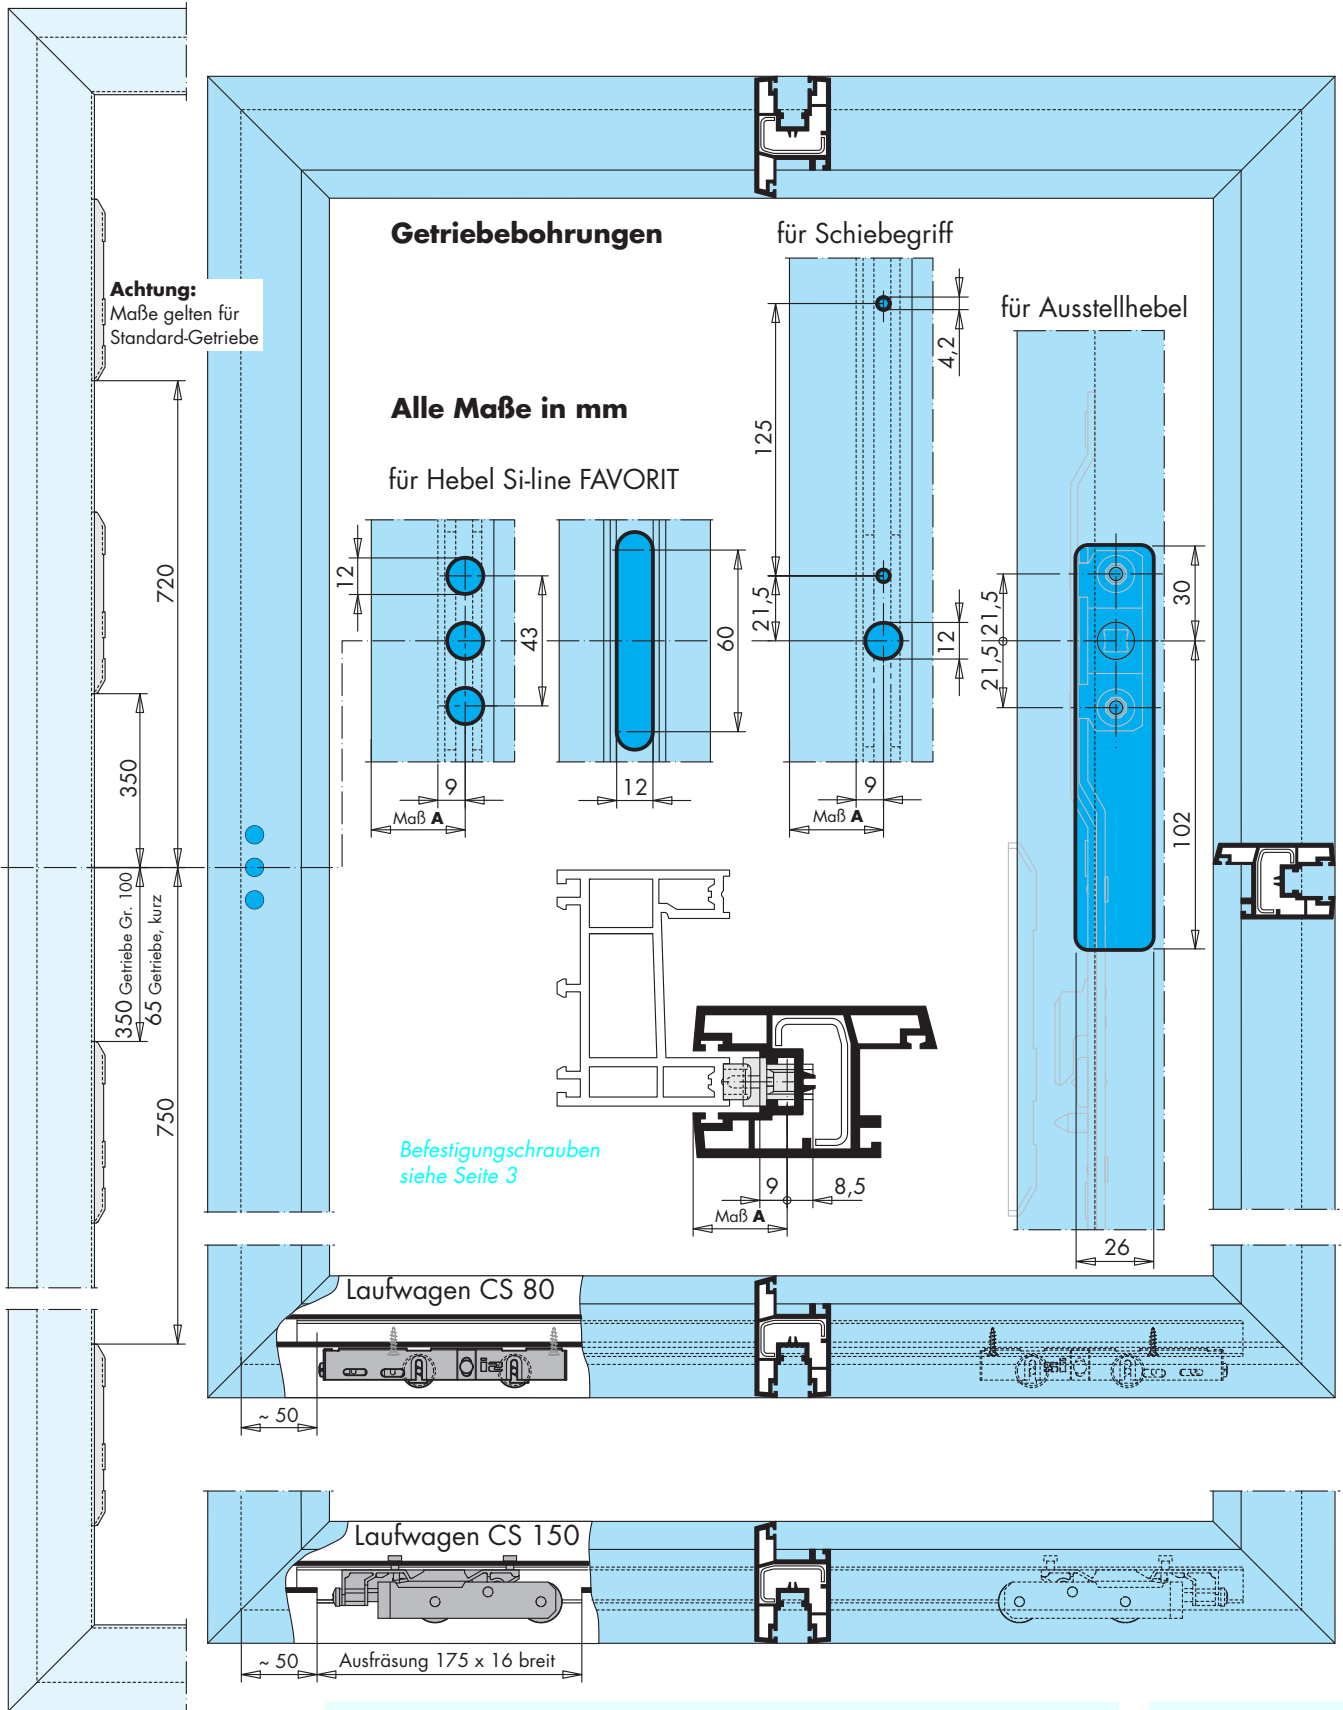 Getriebebohrungen
für Schiebegriff
Achtung:
Maße gelten für
Standard-Getriebe
für Ausstellhebel
4,2
Alle Maße in mm
125
für Hebel Si-line FAVORIT
720
12
43
60
21,5
12
21,5
21,5
30
350
9
Maß A
12
9
Maß A
102
350 Getriebe Gr. 100
65 Getriebe, kurz
750
Befestigungschrauben
siehe Seite 3
9
8,5
Maß A
26
Laufwagen CS 80
~ 50
Laufwagen CS 150
~ 50
Ausfräsung 175 x 16 breit